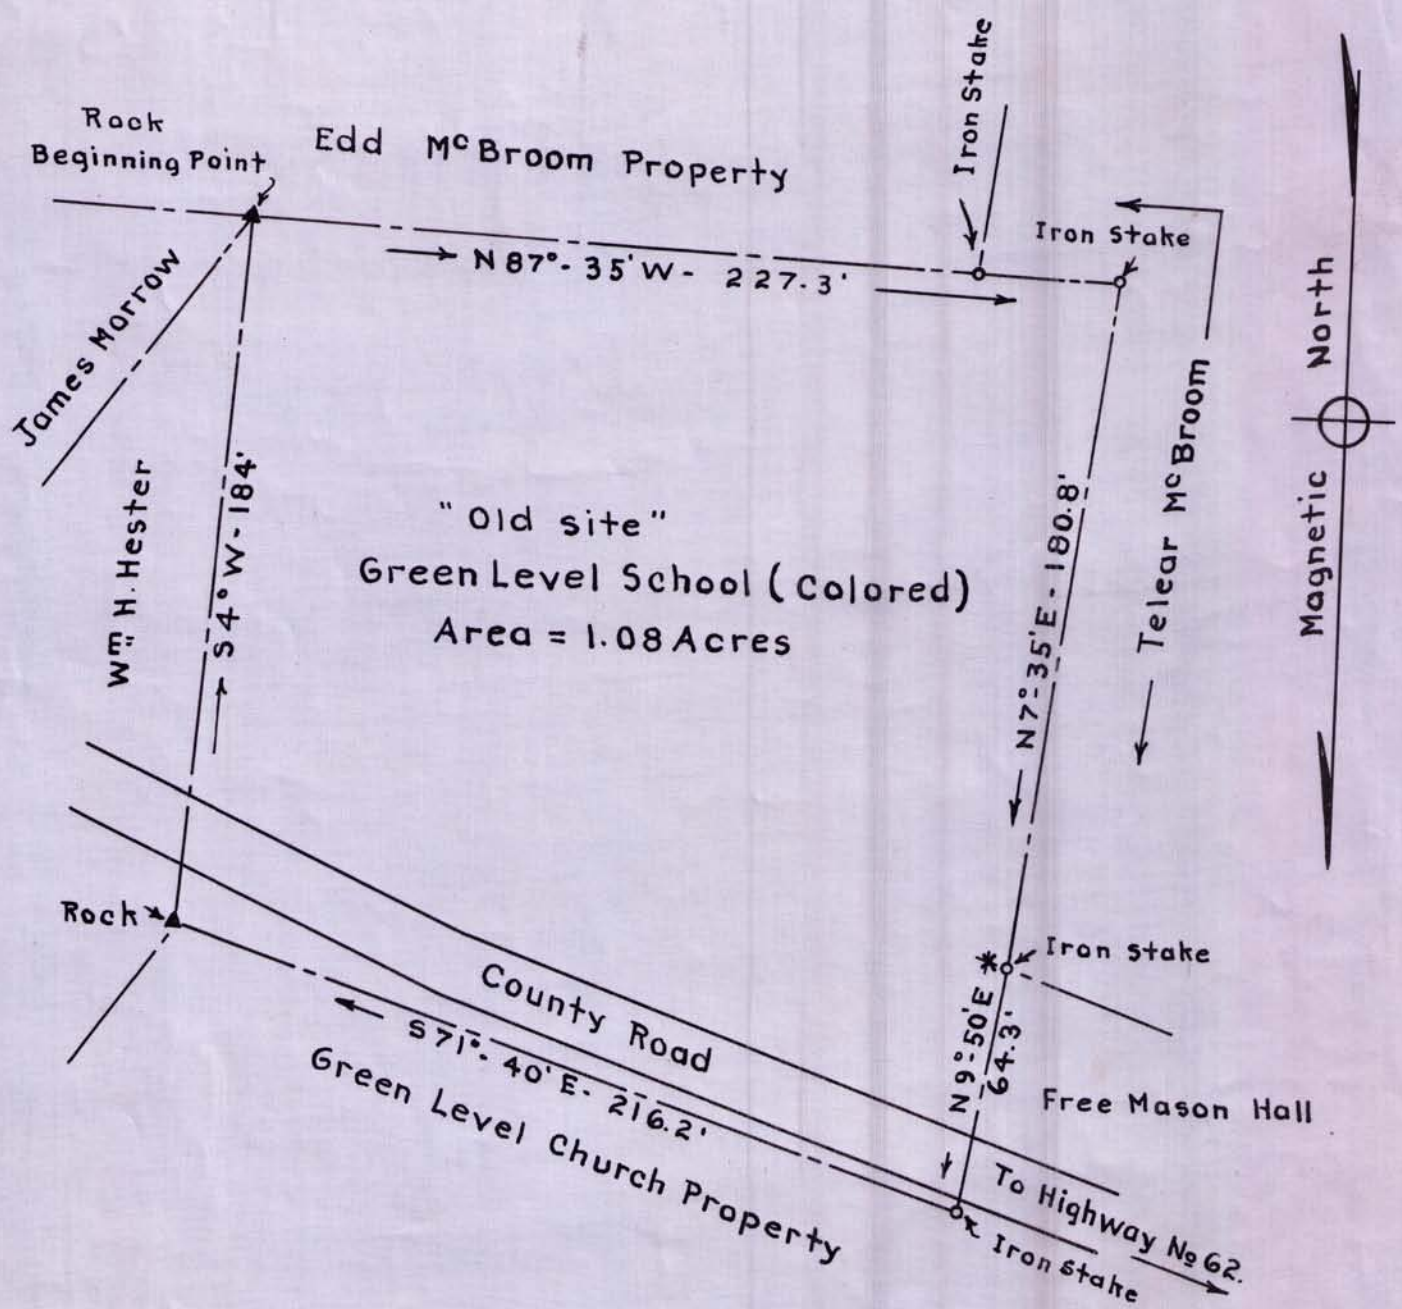 Rock
Beginning Point
Edd McBroom Property
Iron Stake
Iron Stake
N 87°- 35' W - 227.3'
James Morrow
Wm. H. Hester
S 4° W - 184'
"Old site"
Green Level School (Colored)
Area = 1.08 Acres
N 7°- 35' E - 180.8'
Telear McBroom
Magnetic North
Rock
Iron stake
*
N 9°- 50' E
64.3'
County Road
S 71°- 40' E - 216.2'
Green Level Church Property
Free Mason Hall
To Highway No 62.
Iron stake